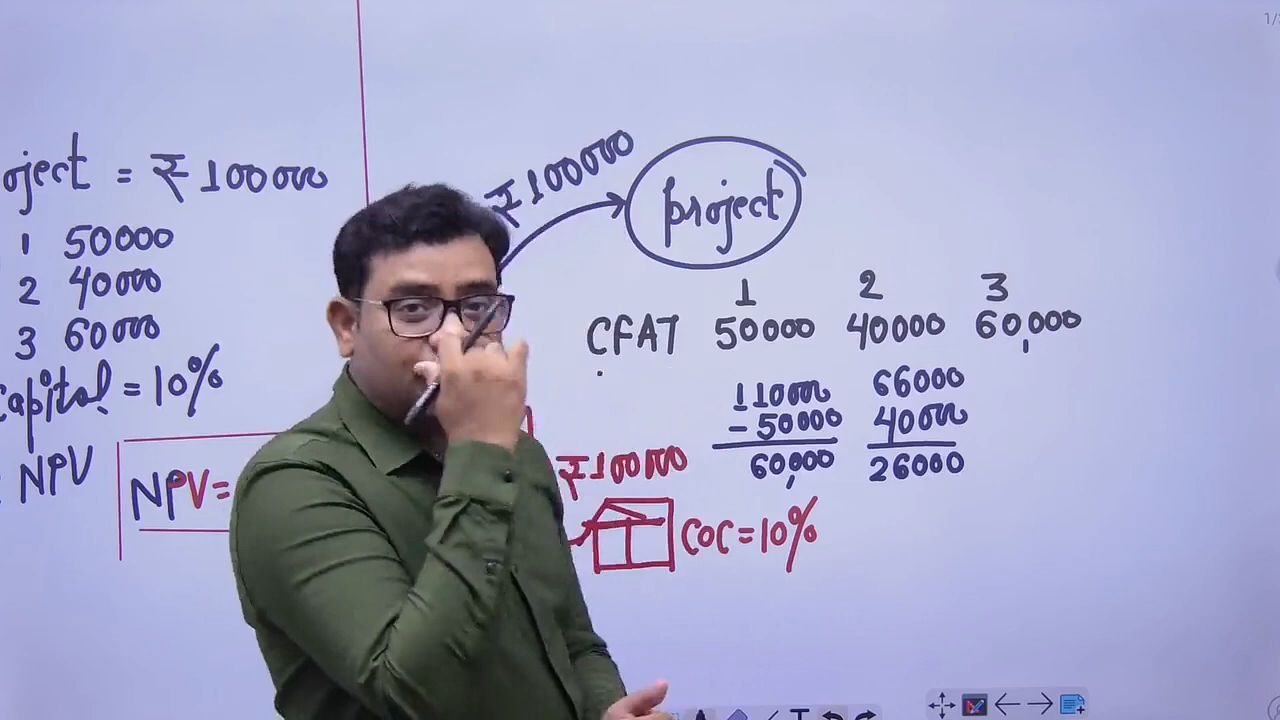 oject = ₹100000
1 50000
2 40000
3 60000
Capital = 10%
NPV
NPV=
₹100000
project
1 2 3
CFAT 50000 40000 60,000
110000 66000
-50000 40000
60,000 26000
₹100000
COC=10%
1/